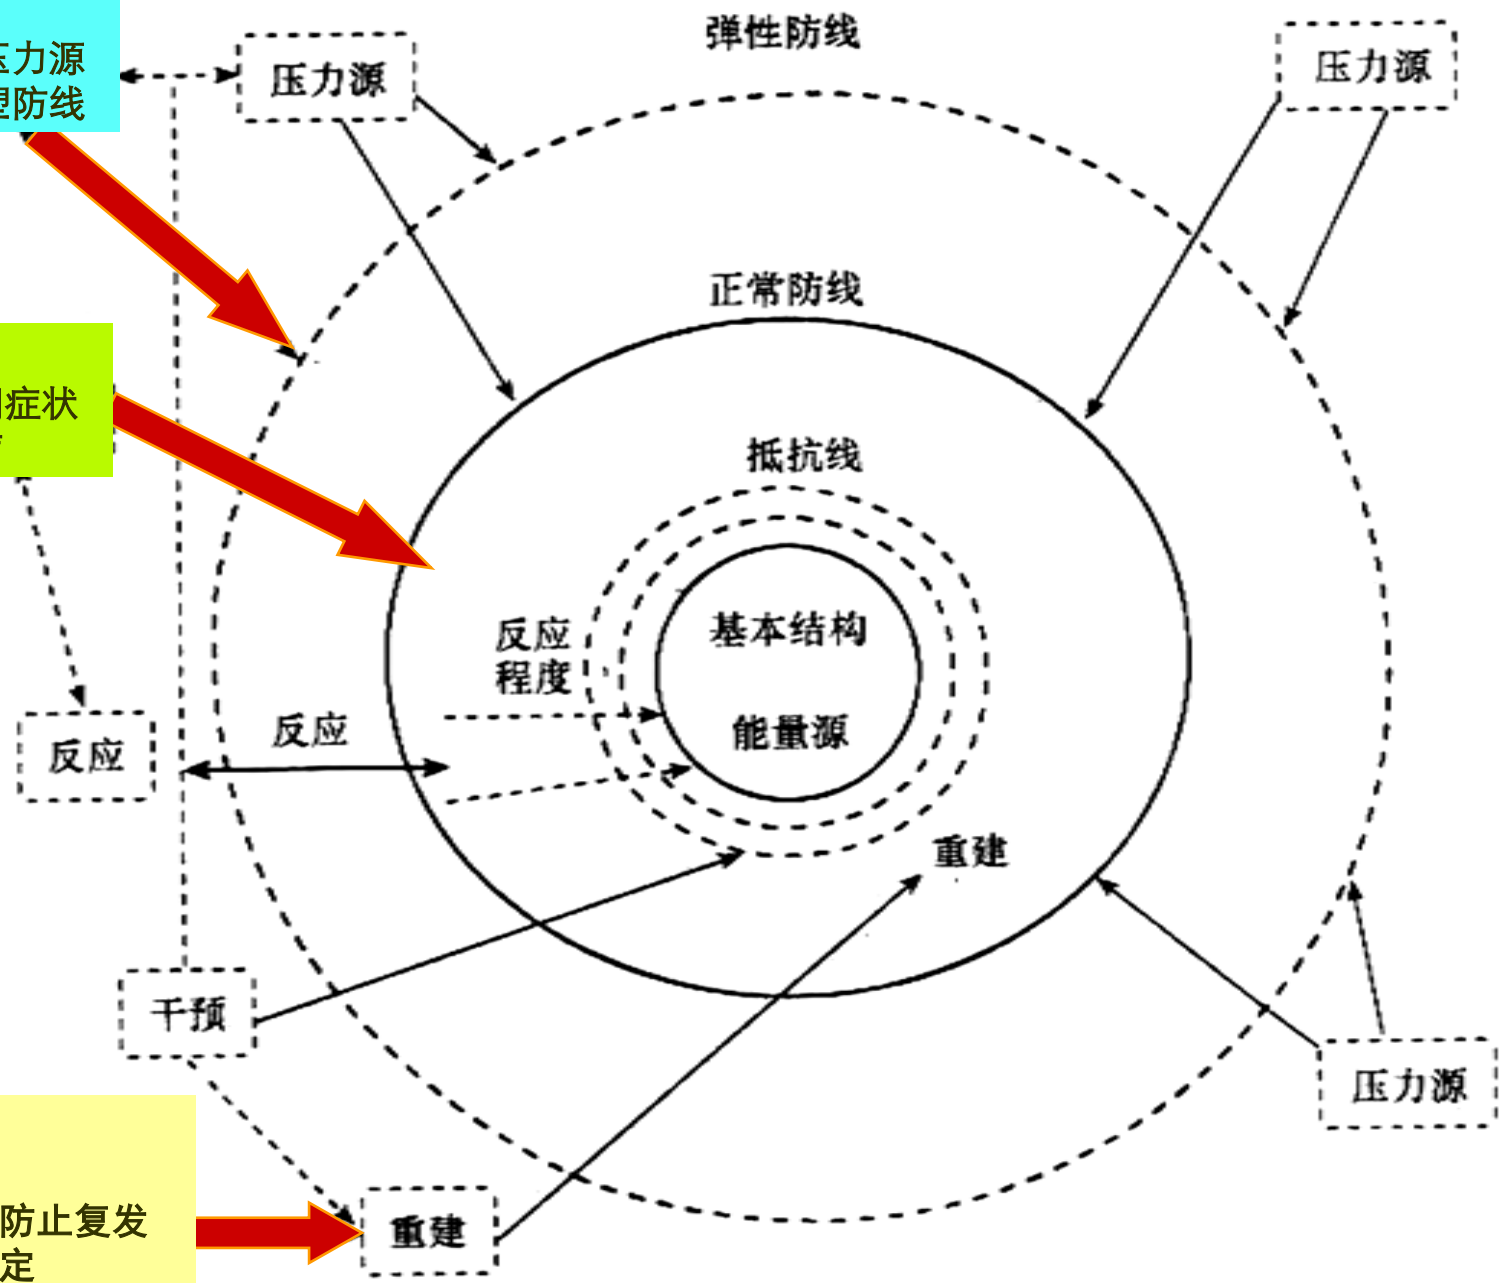 弹性防线
压力源
压力源
压力源
防线
正常防线
症状
抵抗线
反应
程度
基本结构
能量源
反应
反应
重建
干预
压力源
防止复发
定
重建